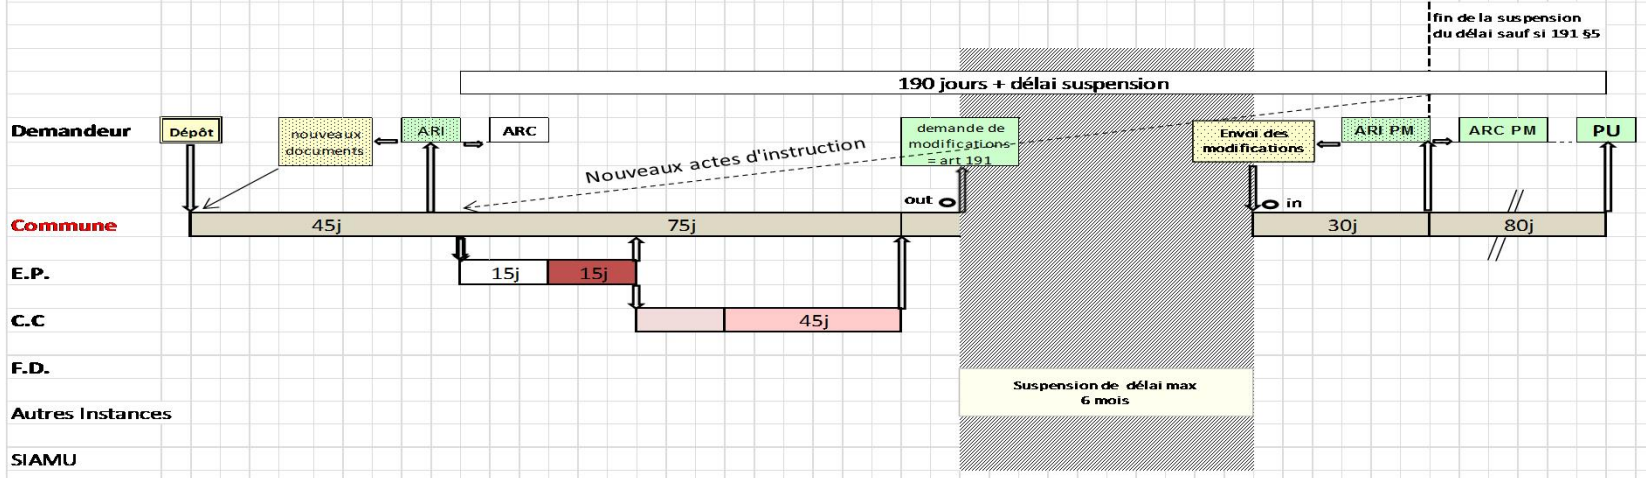 fin de la suspension
du délai sauf si 191 §5
190 jours + délai suspension
Demandeur
Dépôt
nouveaux
documents
ARI
ARC
demande de
modifications
= art 191
Envoi des
modifications
ARI PM
ARC PM
PU
Nouveaux actes d'instruction
out
in
Commune
45j
75j
30j
80j
E.P.
15j
15j
C.C
45j
F.D.
Suspension de délai max
6 mois
Autres Instances
SIAMU